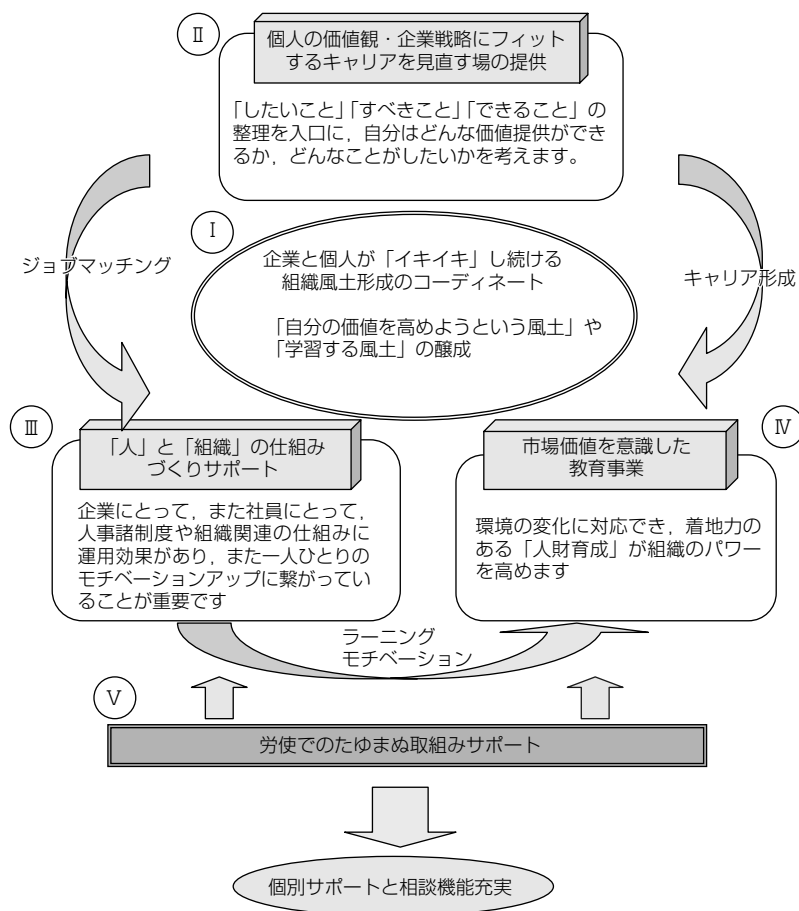 Ⅱ
個人の価値観・企業戦略にフィット
するキャリアを見直す場の提供
「したいこと」「すべきこと」「できること」の
整理を入口に，自分はどんな価値提供ができ
るか，どんなことがしたいかを考えます。
Ⅰ
企業と個人が「イキイキ」し続ける
組織風土形成のコーディネート
「自分の価値を高めようという風土」や
「学習する風土」の醸成
ジョブマッチング
キャリア形成
Ⅲ
「人」と「組織」の仕組み
づくりサポート
企業にとって，また社員にとって，
人事諸制度や組織関連の仕組みに
運用効果があり，また一人ひとりの
モチベーションアップに繋がってい
ることが重要です
Ⅳ
市場価値を意識した
教育事業
環境の変化に対応でき，着地力の
ある「人財育成」が組織のパワー
を高めます
ラーニング
モチベーション
Ⅴ
労使でのたゆまぬ取組みサポート
個別サポートと相談機能充実